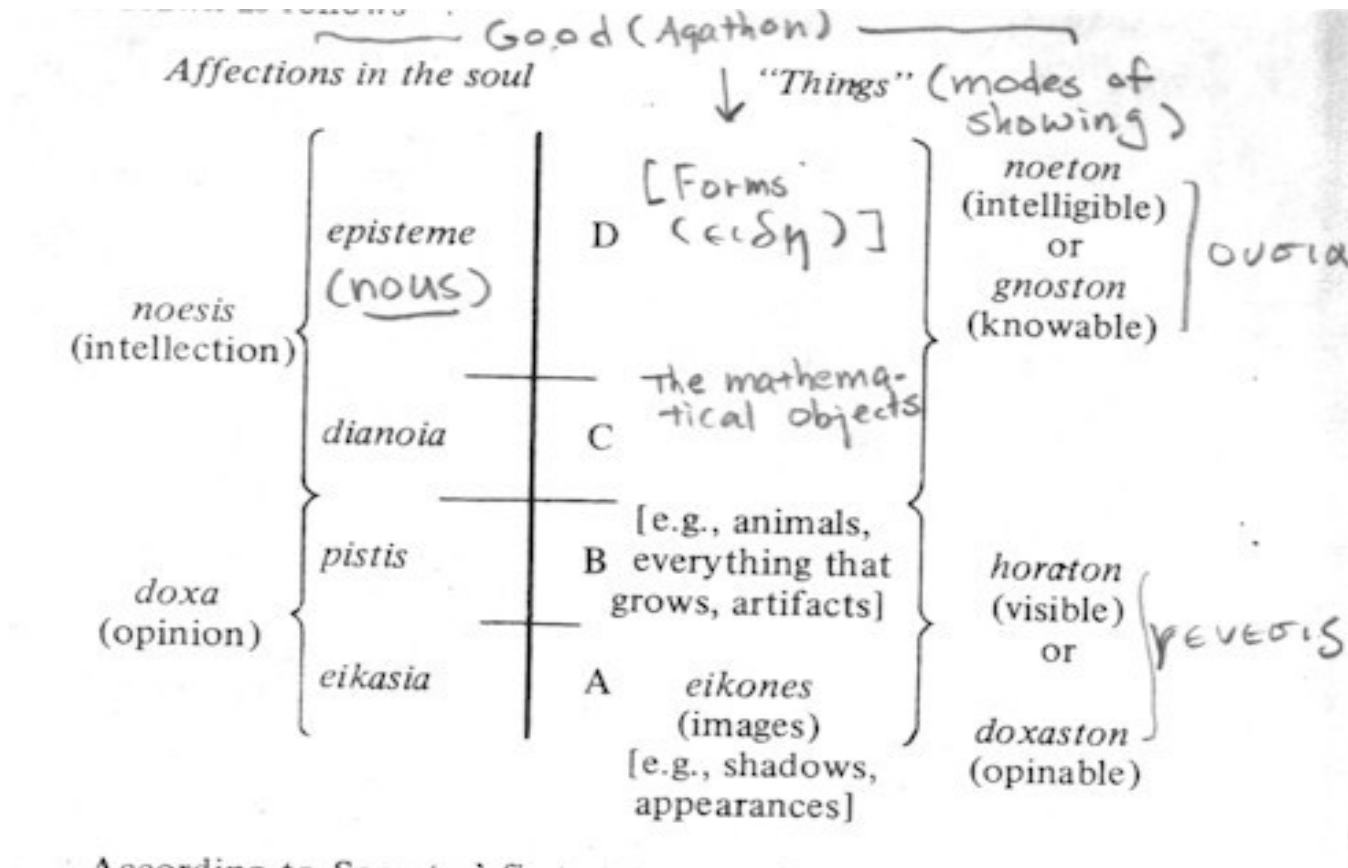 Good (Agathon)
Affections in the soul
"Things" (modes of
showing)
noesis
(intellection)
episteme
(nous)
dianoia
doxa
(opinion)
pistis
eikasia
D
[Forms
(ειδη)]
C
The mathema-
tical objects
B
[e.g., animals,
everything that
grows, artifacts]
A
eikones
(images)
[e.g., shadows,
appearances]
noeton
(intelligible)
or
gnoston
(knowable)
ουσια
horaton
(visible)
or
doxaston
(opinable)
γενεσις
According to